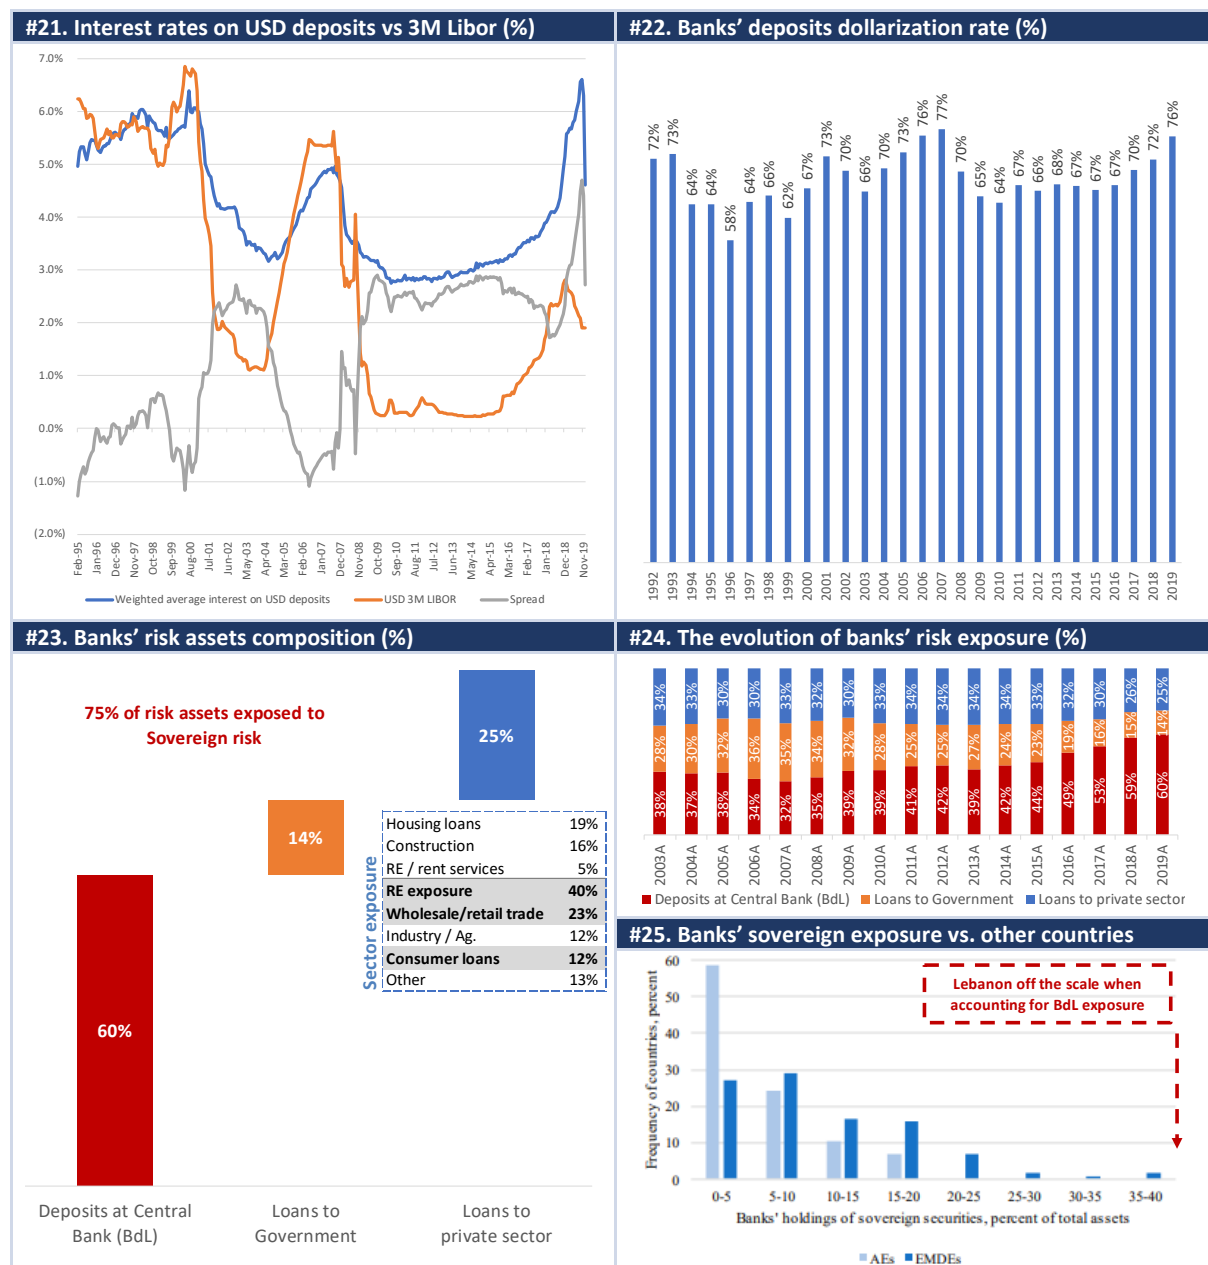 #21. Interest rates on USD deposits vs 3M Libor (%)
7.0%
6.0%
5.0%
4.0%
3.0%
2.0%
1.0%
0.0%
(1.0%)
(2.0%)
Feb-95
Jan-96
Dec-96
Nov-97
Oct-98
Sep-99
Aug-00
Jul-01
Jun-02
May-03
Apr-04
Mar-05
Feb-06
Jan-07
Dec-07
Nov-08
Oct-09
Sep-10
Aug-11
Jul-12
Jun-13
May-14
Apr-15
Mar-16
Feb-17
Jan-18
Dec-18
Nov-19
Weighted average interest on USD deposits
USD 3M LIBOR
Spread
#22. Banks’ deposits dollarization rate (%)
72%
73%
64%
64%
58%
64%
66%
62%
67%
73%
70%
66%
70%
73%
76%
77%
70%
65%
64%
67%
66%
68%
67%
67%
67%
70%
72%
76%
1992
1993
1994
1995
1996
1997
1998
1999
2000
2001
2002
2003
2004
2005
2006
2007
2008
2009
2010
2011
2012
2013
2014
2015
2016
2017
2018
2019
#23. Banks’ risk assets composition (%)
75% of risk assets exposed to
Sovereign risk
25%
14%
60%
Sector exposure
Housing loans 19%
Construction 16%
RE / rent services 5%
RE exposure 40%
Wholesale/retail trade 23%
Industry / Ag. 12%
Consumer loans 12%
Other 13%
Deposits at Central
Bank (BdL)
Loans to
Government
Loans to
private sector
#24. The evolution of banks’ risk exposure (%)
34%
33%
30%
30%
33%
32%
30%
33%
34%
34%
34%
34%
33%
32%
30%
26%
25%
28%
30%
32%
36%
35%
34%
32%
28%
25%
25%
27%
24%
23%
19%
16%
15%
14%
38%
37%
38%
34%
32%
35%
39%
39%
41%
42%
39%
42%
44%
49%
53%
59%
60%
2003A
2004A
2005A
2006A
2007A
2008A
2009A
2010A
2011A
2012A
2013A
2014A
2015A
2016A
2017A
2018A
2019A
Deposits at Central Bank (BdL)
Loans to Government
Loans to private sector
#25. Banks’ sovereign exposure vs. other countries
Frequency of countries, percent
60
50
40
30
20
10
0
Lebanon off the scale when
accounting for BdL exposure
0-5
5-10
10-15
15-20
20-25
25-30
30-35
35-40
Banks' holdings of sovereign securities, percent of total assets
AEs
EMDEs